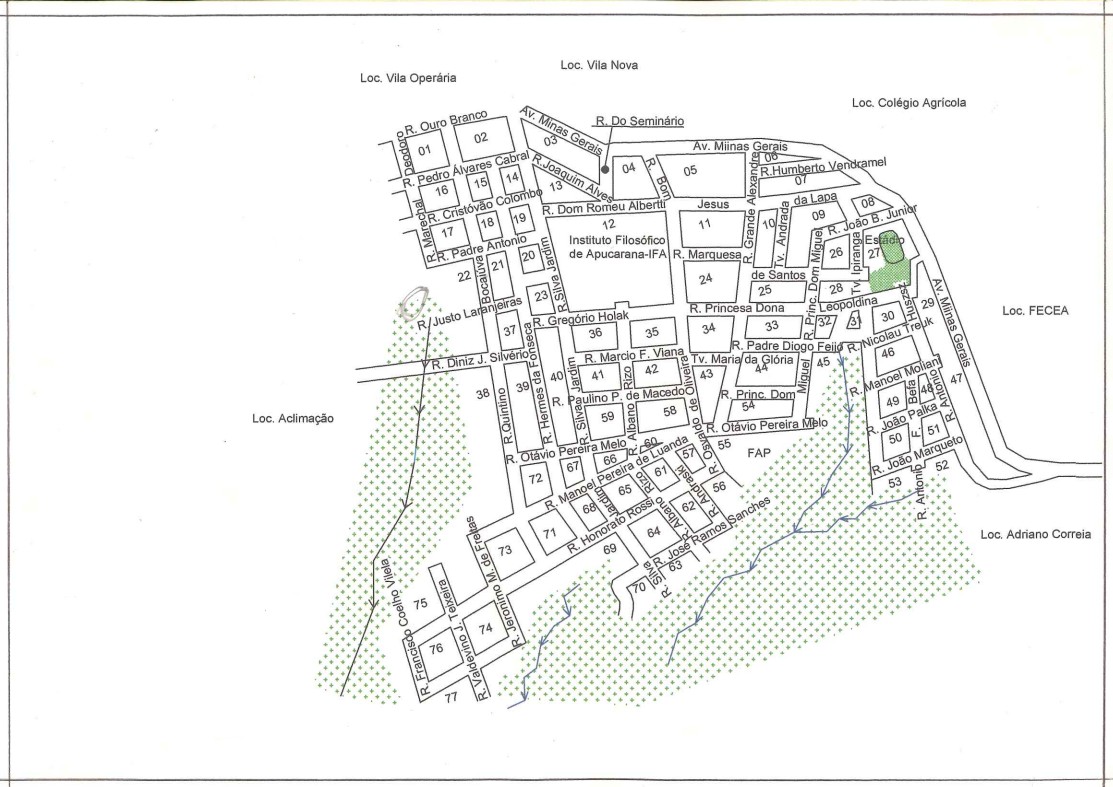 Loc. Vila Nova
Loc. Vila Operária
Loc. Colégio Agrícola
R. Ouro Branco
Av. Minas Gerais
R. Do Seminário
Av. Miinas Gerais
Deodoro
01
02
03
04
R. Bom
05
06
R.Humberto Vendramel
07
R. Pedro Álvares Cabral
R.Joaquim Alves
R. Grande Alexandre
16
15
14
13
R. Cristóvão Colombo
R. Dom Romeu Albertti
Jesus
da Lapa
08
09
10
11
12
R. João B. Junior
Marechal
R.
17
18
19
Tv. Andrada
Instituto Filosófico
de Apucarana-IFA
R. Marquesa
de Santos
Estádio
26
27
R. Padre Antonio
20
21
22
R. Silva Jardim
Bocaiúva
R. Princ. Dom Miguel
Tv. Ipiranga
24
25
28
23
R. Justo Laranjeiras
R. Gregório Holak
R. Princesa Dona
Leopoldina
29
Av. Minas Gerais
Loc. FECEA
37
36
35
34
33
32
31
30
R. Nicolau Treuk
R. Diniz J. Silvério
R. Marcio F. Viana
R. Padre Diogo Feijó
Tv. Maria da Glória
46
45
44
43
42
41
40
39
38
R. Hermes da Fonseca
R.Quintino
R. Silva Jardim
R. Albano Rizo
R. Osvaldo de Oliveira
Miguel
R. Manoel Moliani
47
48
49
R. Paulino P. de Macedo
R. Princ. Dom
54
R. Antonio
Loc. Aclimação
59
58
R. Otávio Pereira Melo
R. João Palka
50
51
R. Otávio Pereira Melo
60
55
FAP
R. João Marqueto
52
53
72
67
66
R. Manoel Pereira de Luanda
61
57
56
R. Andraski
65
68
Jardim
62
R. Albano Rizo
R. Antonio
R. Honorato Rossi
R. José Ramos Sanches
Loc. Adriano Correia
71
73
64
69
63
70
R. Silva
R. Jeronimo M. de Freitas
R. Francisco Coelho Vilela
R. Valdevino J. Teixeira
75
74
76
77